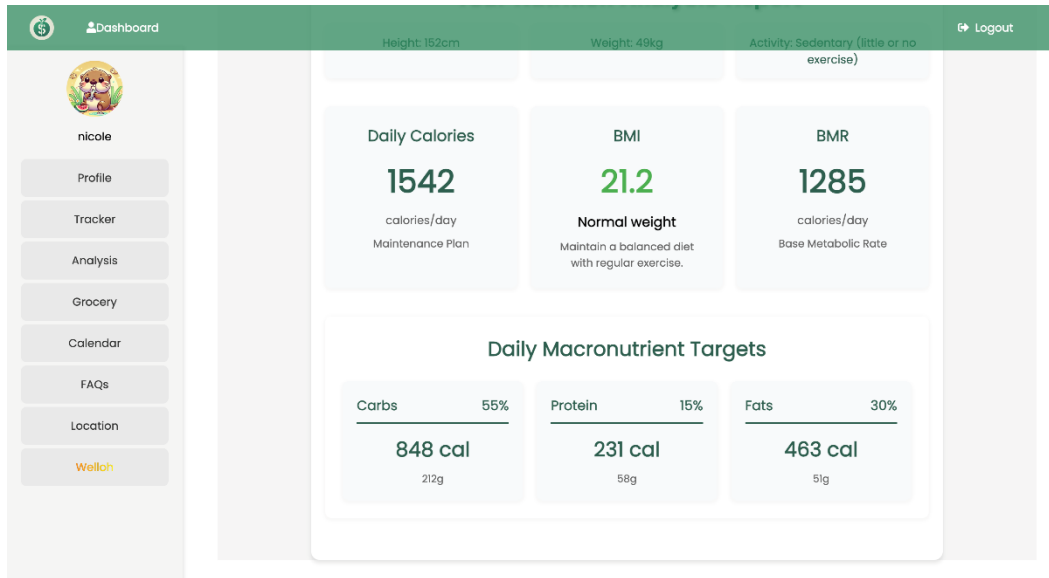 Dashboard
Logout
Height: 152cm
Weight: 49kg
Activity: Sedentary (little or no
exercise)
nicole
Profile
Tracker
Analysis
Grocery
Calendar
FAQs
Location
Welloh
Daily Calories
1542
calories/day
Maintenance Plan
BMI
21.2
Normal weight
Maintain a balanced diet
with regular exercise.
BMR
1285
calories/day
Base Metabolic Rate
Daily Macronutrient Targets
Carbs 55%
848 cal
212g
Protein 15%
231 cal
58g
Fats 30%
463 cal
51g